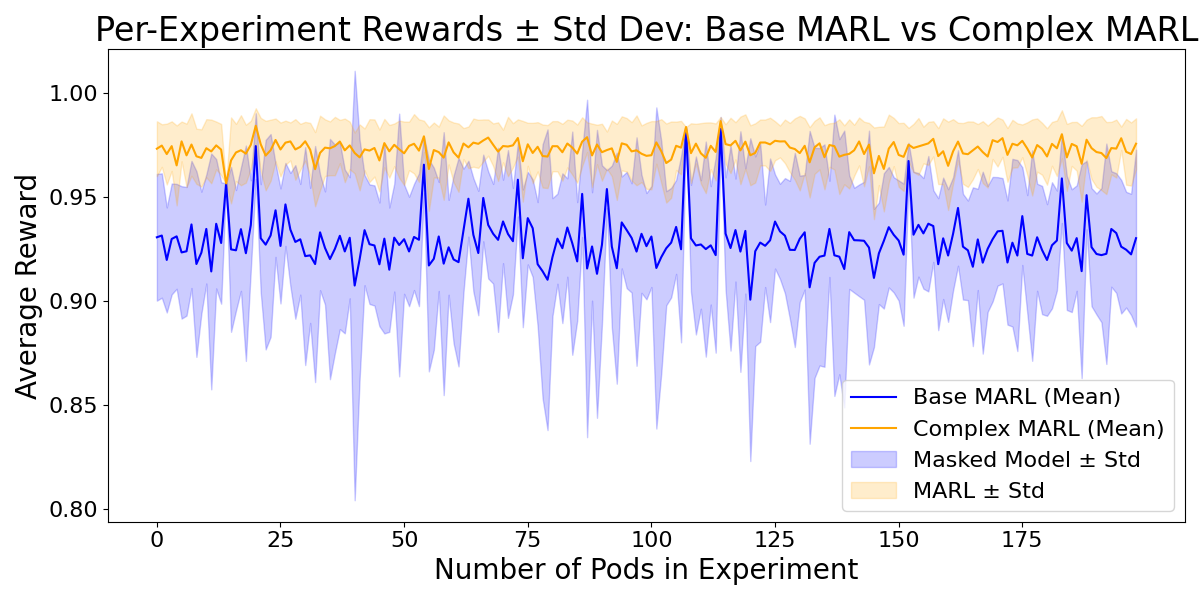 Per-Experiment Rewards ± Std Dev: Base MARL vs Complex MARL
Average Reward
1.00
0.95
0.90
0.85
0.80
Base MARL (Mean)
Complex MARL (Mean)
Masked Model ± Std
MARL ± Std
0 25 50 75 100 125 150 175
Number of Pods in Experiment